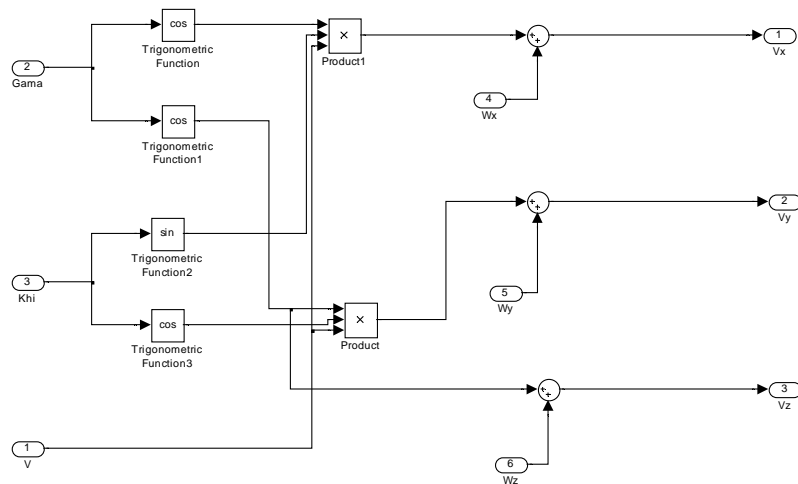 cos
Trigonometric
Function
2
Gama
cos
Trigonometric
Function1
×
Product1
1
Vx
4
Wx
sin
Trigonometric
Function2
3
Khi
cos
Trigonometric
Function3
×
Product
2
Vy
5
Wy
3
Vz
6
Wz
1
V